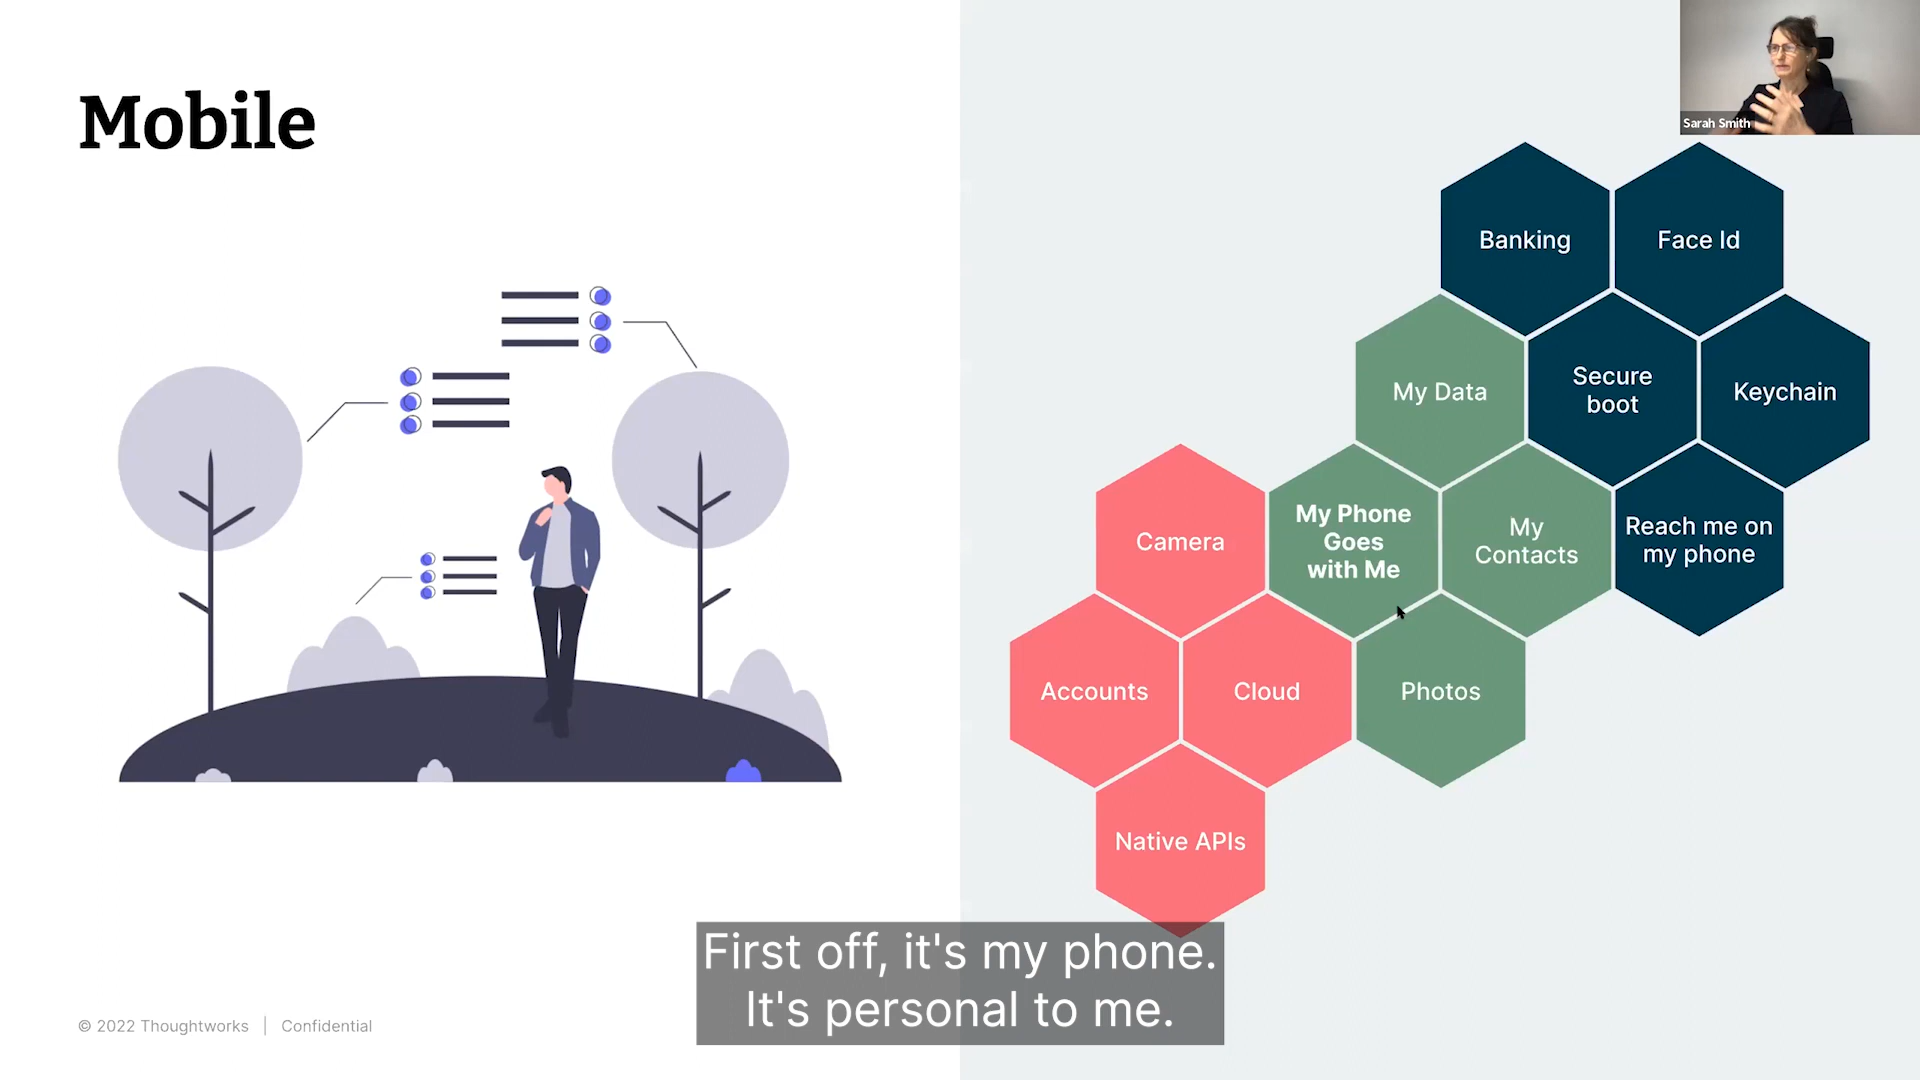 Mobile
Sarah Smith
Banking
Face Id
My Data
Secure
boot
Keychain
Camera
My Phone
Goes
with Me
My
Contacts
Reach me on
my phone
Accounts
Cloud
Photos
Native APIs
First off, it's my phone.
It's personal to me.
© 2022 Thoughtworks | Confidential